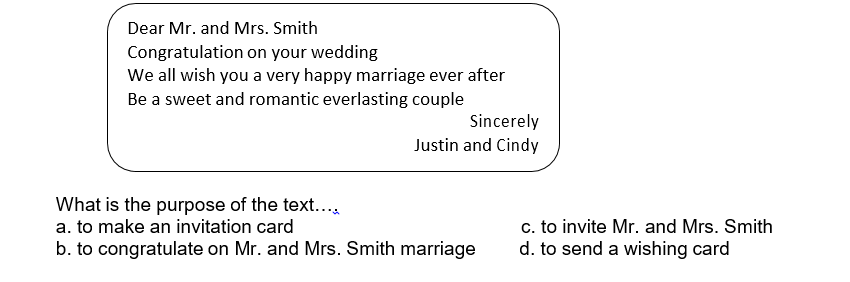 Dear Mr. and Mrs. Smith
Congratulation on your wedding
We all wish you a very happy marriage ever after
Be a sweet and romantic everlasting couple
Sincerely
Justin and Cindy
What is the purpose of the text….
a. to make an invitation card
b. to congratulate on Mr. and Mrs. Smith marriage
c. to invite Mr. and Mrs. Smith
d. to send a wishing card